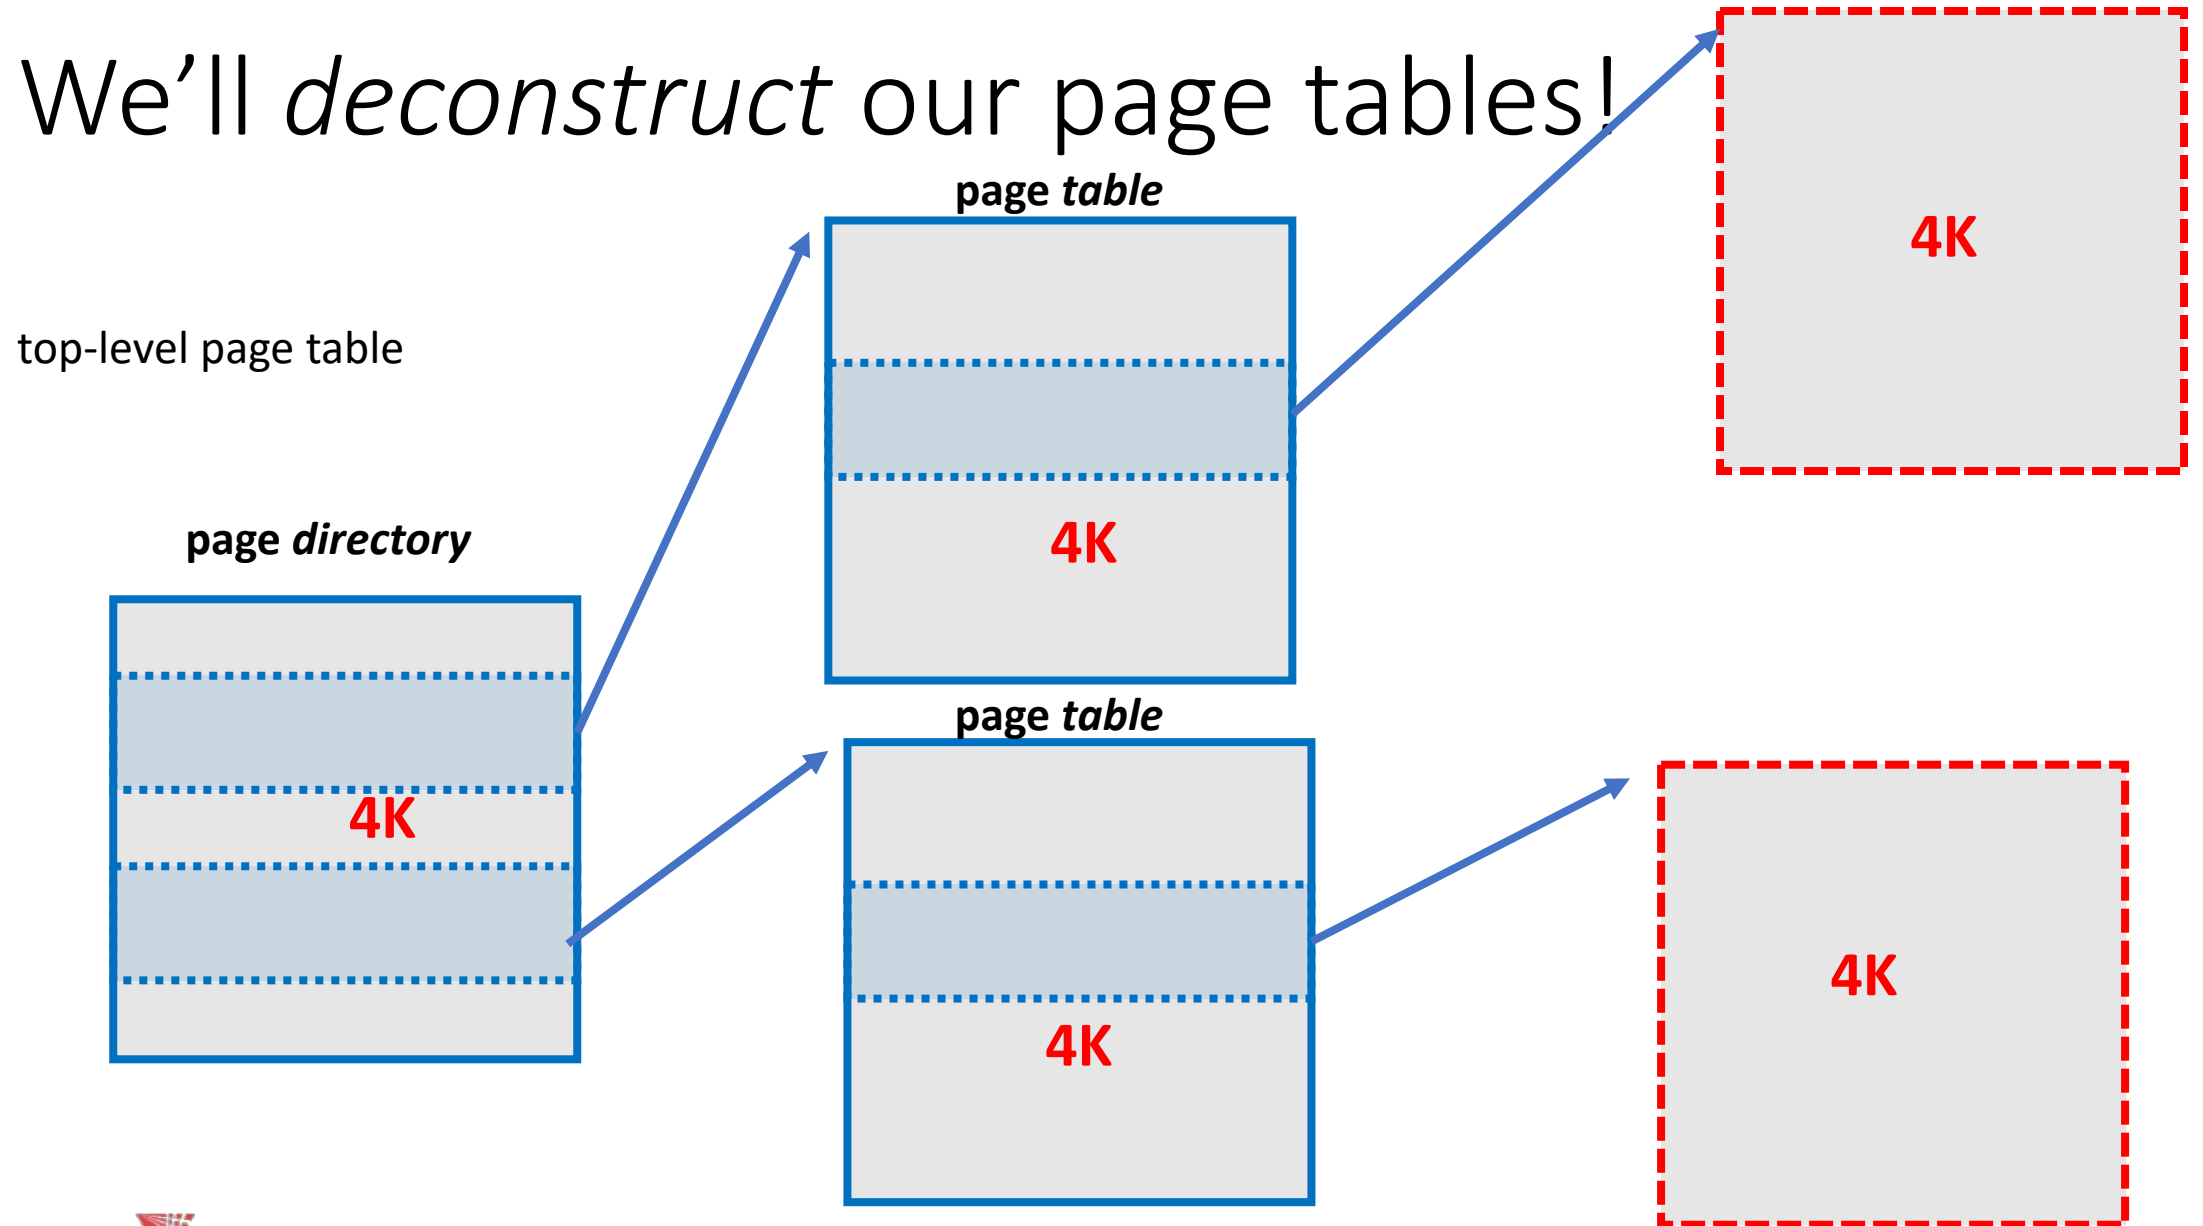 We’ll deconstruct our page tables!
page table
4K
top-level page table
page directory
4K
4K
page table
4K
4K